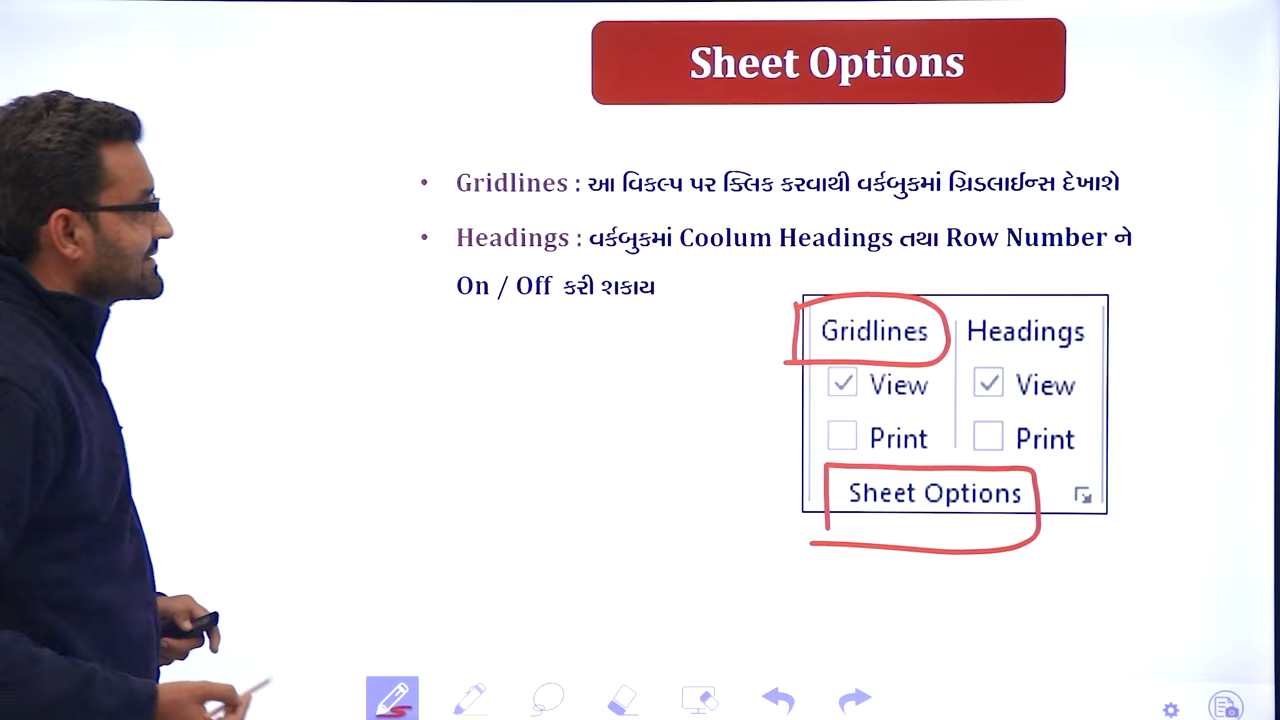 Sheet Options
• Gridlines : આ વિકલ્પ પર ક્લિક કરવાથી વર્કબુકમાં ગ્રિડલાઈન્સ દેખાશે
• Headings : વર્કબુકમાં Coolum Headings તથા Row Number ને
On / Off કરી શકાય
Gridlines Headings
View View
Print Print
Sheet Options